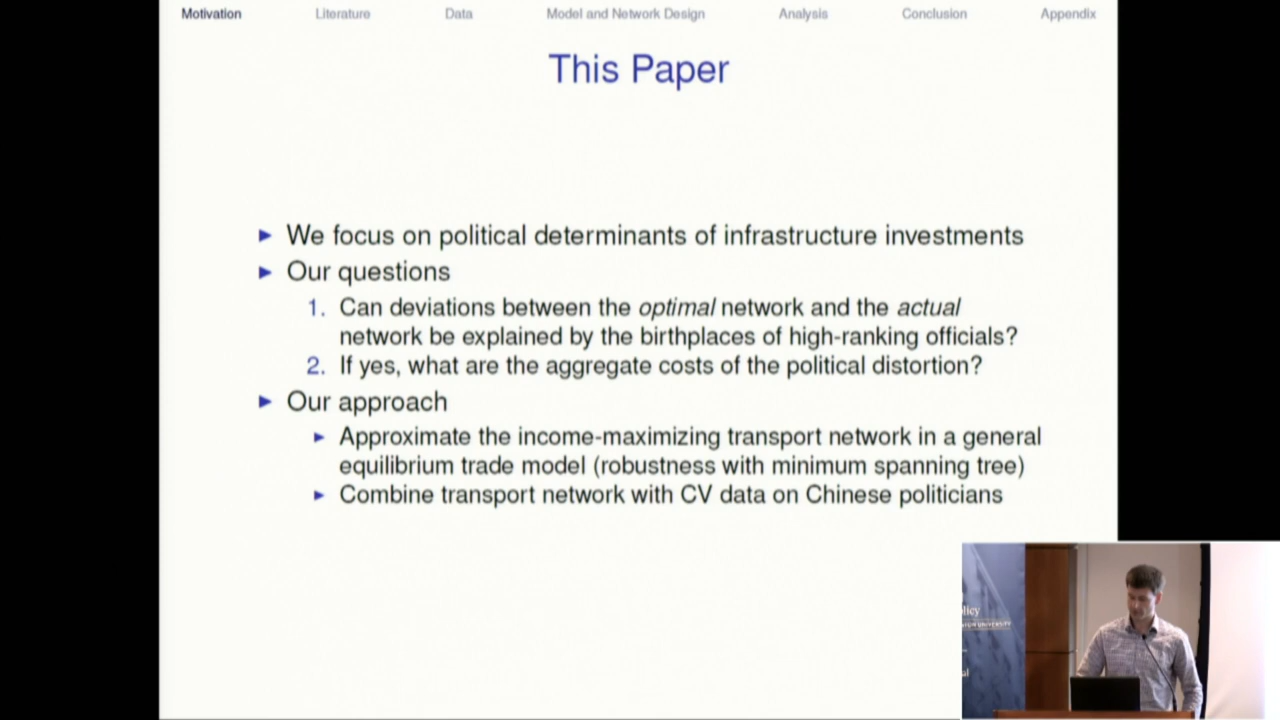 Motivation Literature Data Model and Network Design Analysis Conclusion Appendix
This Paper
► We focus on political determinants of infrastructure investments
► Our questions
1. Can deviations between the optimal network and the actual
network be explained by the birthplaces of high-ranking officials?
2. If yes, what are the aggregate costs of the political distortion?
► Our approach
► Approximate the income-maximizing transport network in a general
equilibrium trade model (robustness with minimum spanning tree)
► Combine transport network with CV data on Chinese politicians
licy
UNIVERSITY
al